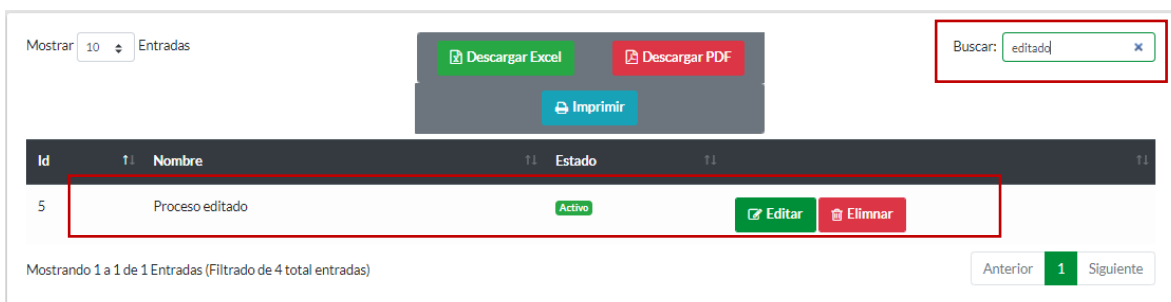 Mostrar 10 Entradas
Descargar Excel Descargar PDF
Buscar: editado
Imprimir
Id Nombre Estado
5 Proceso editado Activo Editar Elimnar
Mostrando 1 a 1 de 1 Entradas (Filtrado de 4 total entradas)
Anterior 1 Siguiente